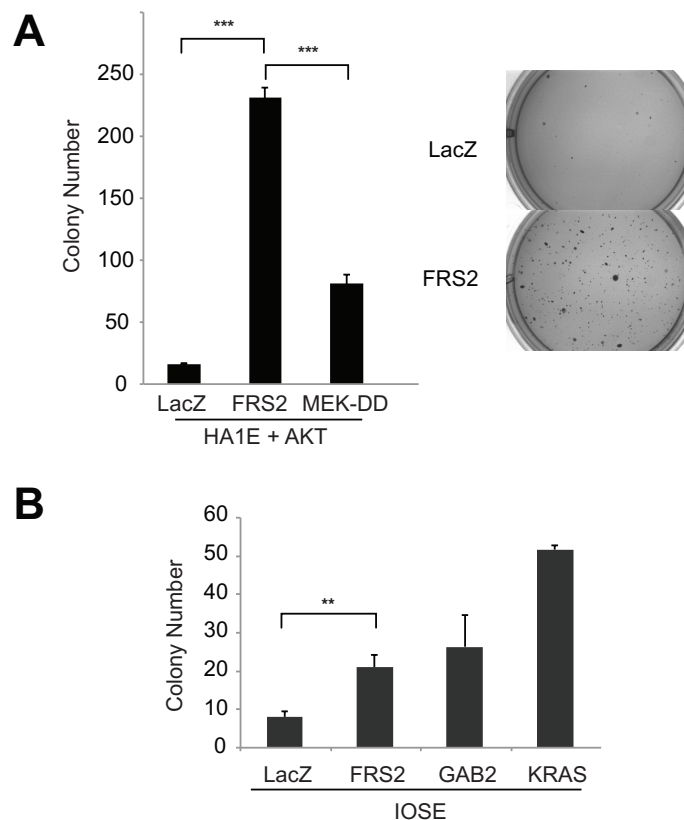 A
***
***
250
200
150
100
50
0
Colony Number
LacZ FRS2 MEK-DD
HA1E + AKT
LacZ
FRS2
B
60
50
40
30
20
10
0
Colony Number
**
LacZ FRS2 GAB2 KRAS
IOSE